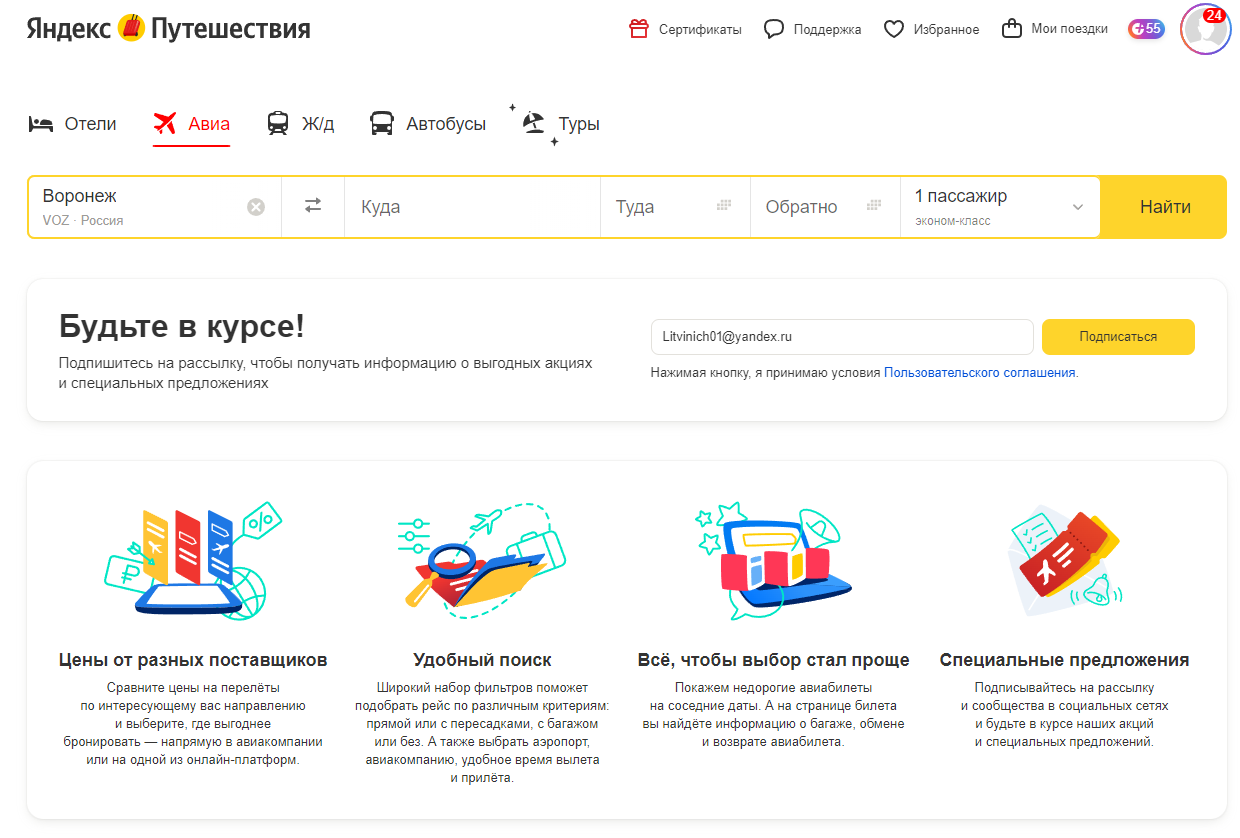 Яндекс Путешествия
Сертификаты
Поддержка
Избранное
Мои поездки
55
24
Отели
Авиа
Ж/д
Автобусы
Туры
Воронеж
VOZ · Россия
Куда
Туда
Обратно
1 пассажир
эконом-класс
Найти
Будьте в курсе!
Подпишитесь на рассылку, чтобы получать информацию о выгодных акциях
и специальных предложениях
Litvinich01@yandex.ru
Подписаться
Нажимая кнопку, я принимаю условия Пользовательского соглашения.
Цены от разных поставщиков
Сравните цены на перелёты
по интересующему вас направлению
и выберите, где выгоднее
бронировать — напрямую в авиакомпании
или на одной из онлайн-платформ.
Удобный поиск
Широкий набор фильтров поможет
подобрать рейс по различным критериям:
прямой или с пересадками, с багажом
или без. А также выбрать аэропорт,
авиакомпанию, удобное время вылета
и прилёта.
Всё, чтобы выбор стал проще
Покажем недорогие авиабилеты
на соседние даты. А на странице билета
вы найдёте информацию о багаже, обмене
и возврате авиабилета.
Специальные предложения
Подписывайтесь на рассылку
и сообщества в социальных сетях
и будьте в курсе наших акций
и специальных предложений.